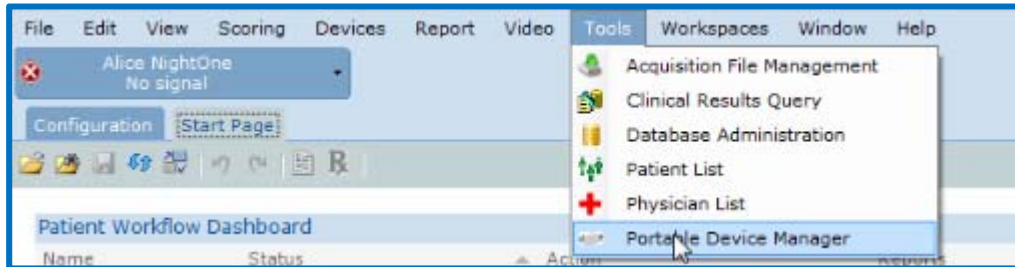 File Edit View Scoring Devices Report Video Tools Workspaces Window Help
Alice NightOne
No signal
Acquisition File Management
Clinical Results Query
Database Administration
Patient List
Physician List
Portable Device Manager
Configuration Start Page
Patient Workflow Dashboard
Name Status Action Reports